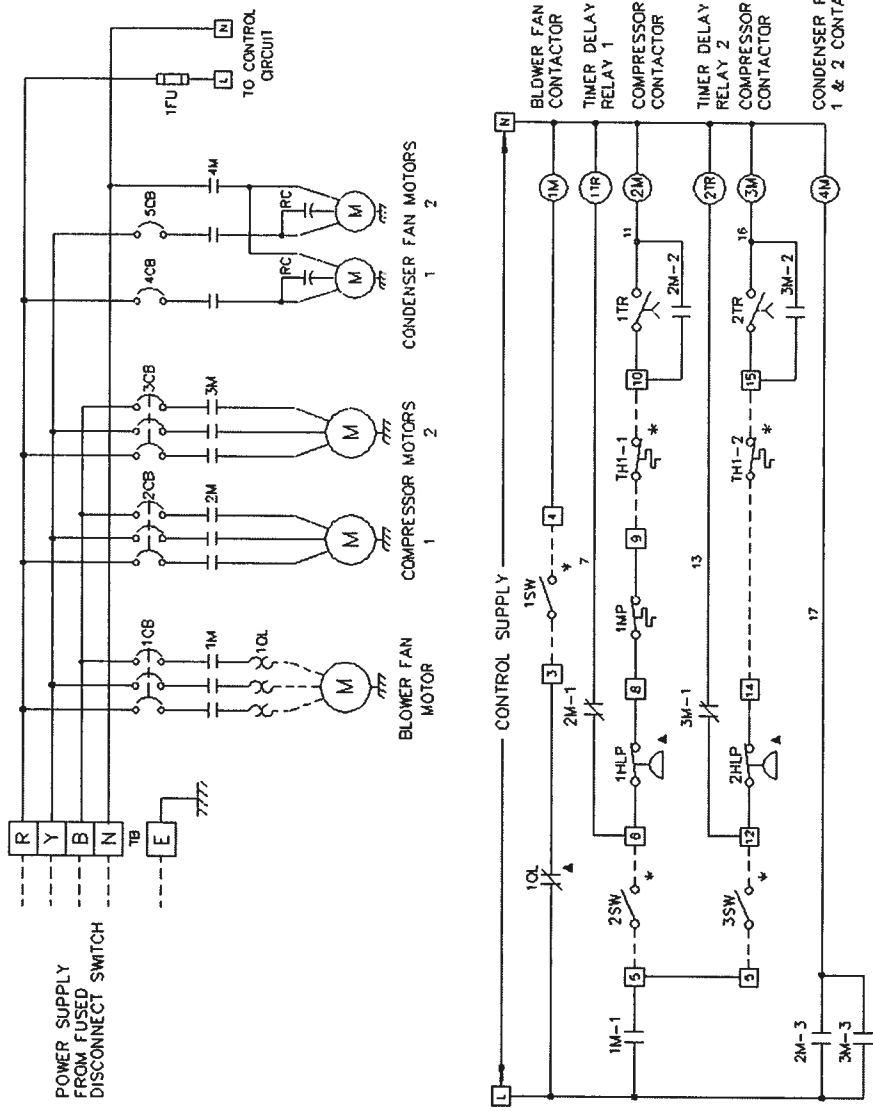 POWER SUPPLY
FROM FUSED
DISCONNECT SWITCH
R
Y
B
N
TB
E
1CB
1M
1OL
M
BLOWER FAN
MOTOR
2CB
2M
M
3CB
3M
M
COMPRESSOR MOTORS
1 2
4CB
5CB
4M
RC
RC
M
M
CONDENSER FAN MOTORS
1 2
1FU
L
N
TO CONTROL
CIRCUIT
L
CONTROL SUPPLY
N
1OL
▲
3
1SW
*
4
1M
BLOWER FAN
CONTACTOR
2M-1
7
1TR
TIMER DELAY
RELAY 1
1M-1
5
2SW
*
6
1HLP
▲
8
1MP
9
TH1-1
*
10
1TR
2M-2
11
2M
COMPRESSOR
CONTACTOR
3M-1
13
2TR
TIMER DELAY
RELAY 2
5
3SW
*
12
2HLP
▲
14
TH1-2
*
15
2TR
3M-2
16
3M
COMPRESSOR
CONTACTOR
2M-3
3M-3
17
4M
CONDENSER
1 & 2